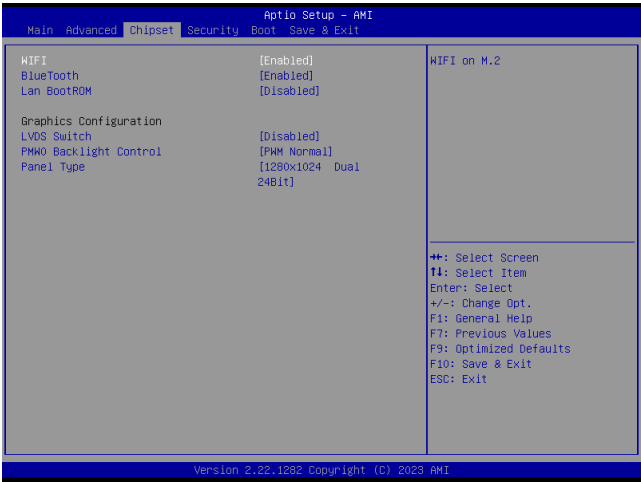 Aptio Setup – AMI
Main Advanced Chipset Security Boot Save & Exit
WIFI [Enabled]
BlueTooth [Enabled]
Lan BootROM [Disabled]
Graphics Configuration
LVDS Switch [Disabled]
PMW0 Backlight Control [PWM Normal]
Panel Type [1280x1024 Dual
24Bit]
WIFI on M.2
→←: Select Screen
↑↓: Select Item
Enter: Select
+/-: Change Opt.
F1: General Help
F7: Previous Values
F9: Optimized Defaults
F10: Save & Exit
ESC: Exit
Version 2.22.1282 Copyright (C) 2023 AMI